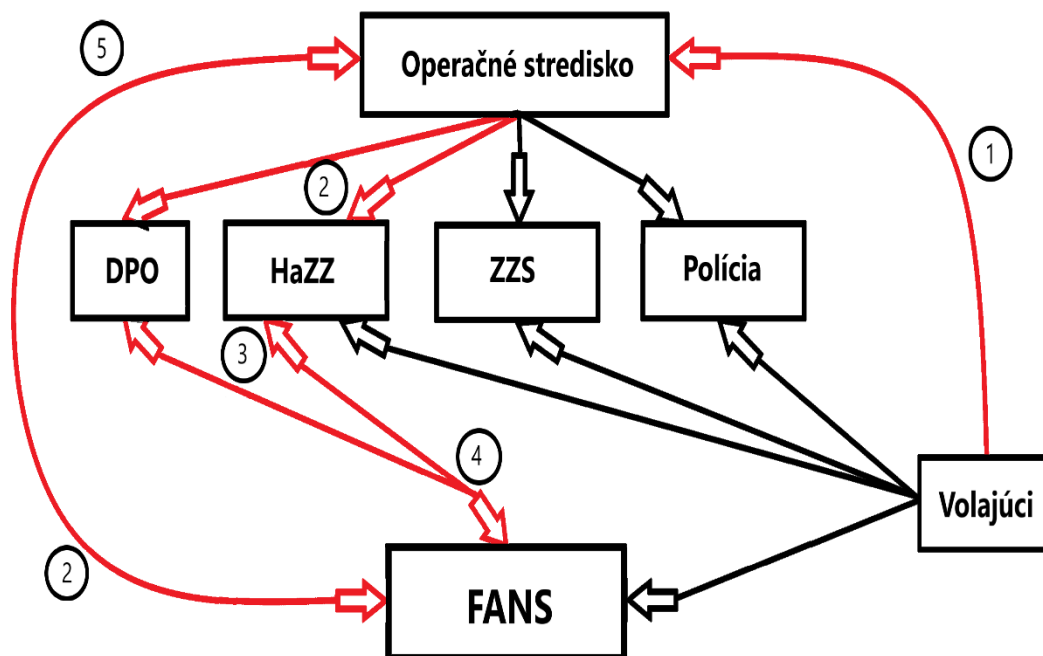 5
Operačné stredisko
1
2
DPO
HaZZ
ZZS
Polícia
3
4
Volajúci
2
FANS